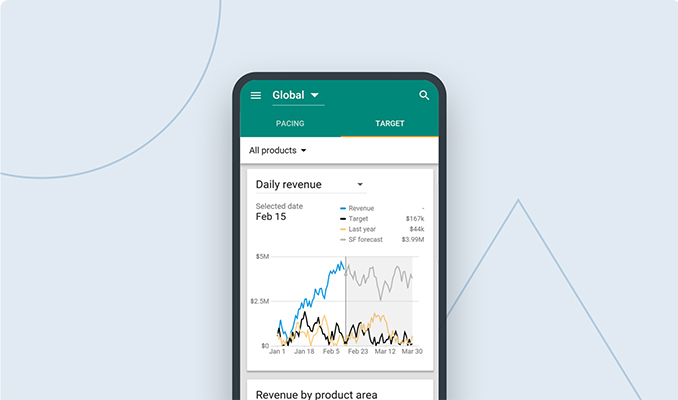 Global
PACING TARGET
All products
Daily revenue
Selected date
Feb 15
Revenue -
Target $167k
Last year $44k
SF forecast $3.99M
$5M
$2.5M
$0
Jan 1 Jan 18 Feb 5 Feb 23 Mar 12 Mar 30
Revenue by product area